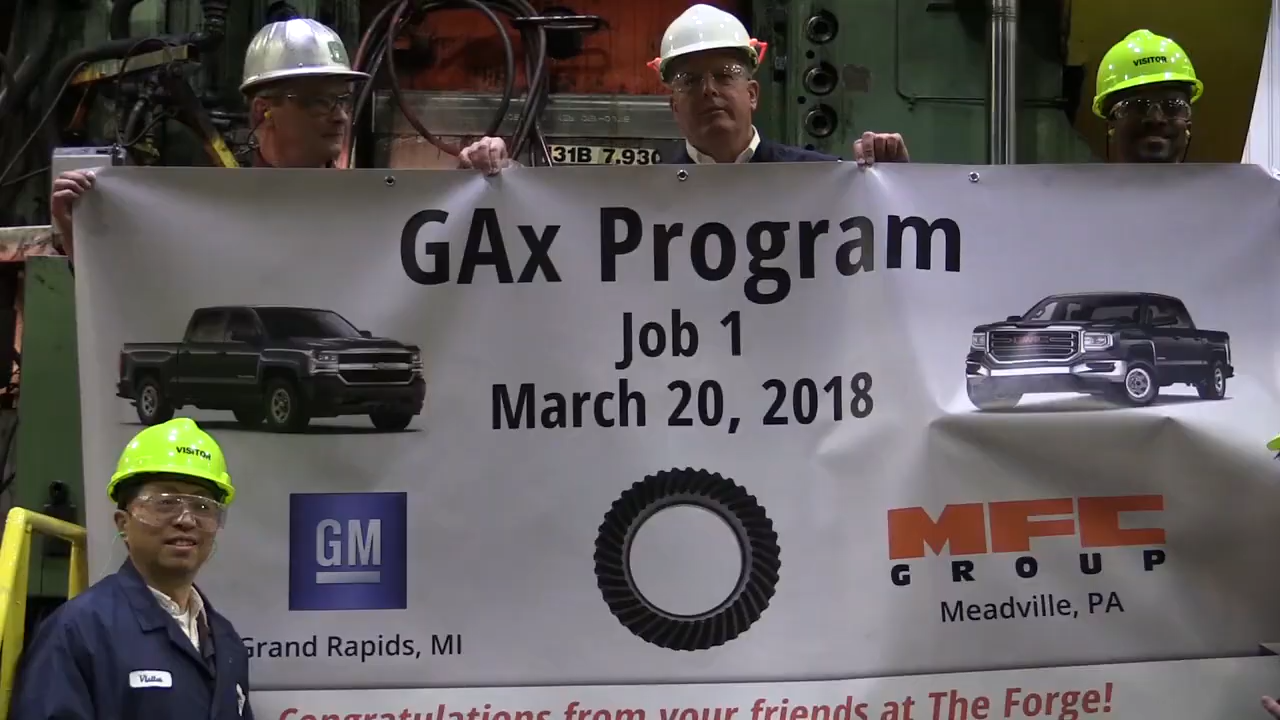 VISITOR
31B 7,930
GAx Program
Job 1
March 20, 2018
VISITOR
GM
MFC
GROUP
Grand Rapids, MI
Meadville, PA
Visitor
Congratulations from your friends at The Forge!